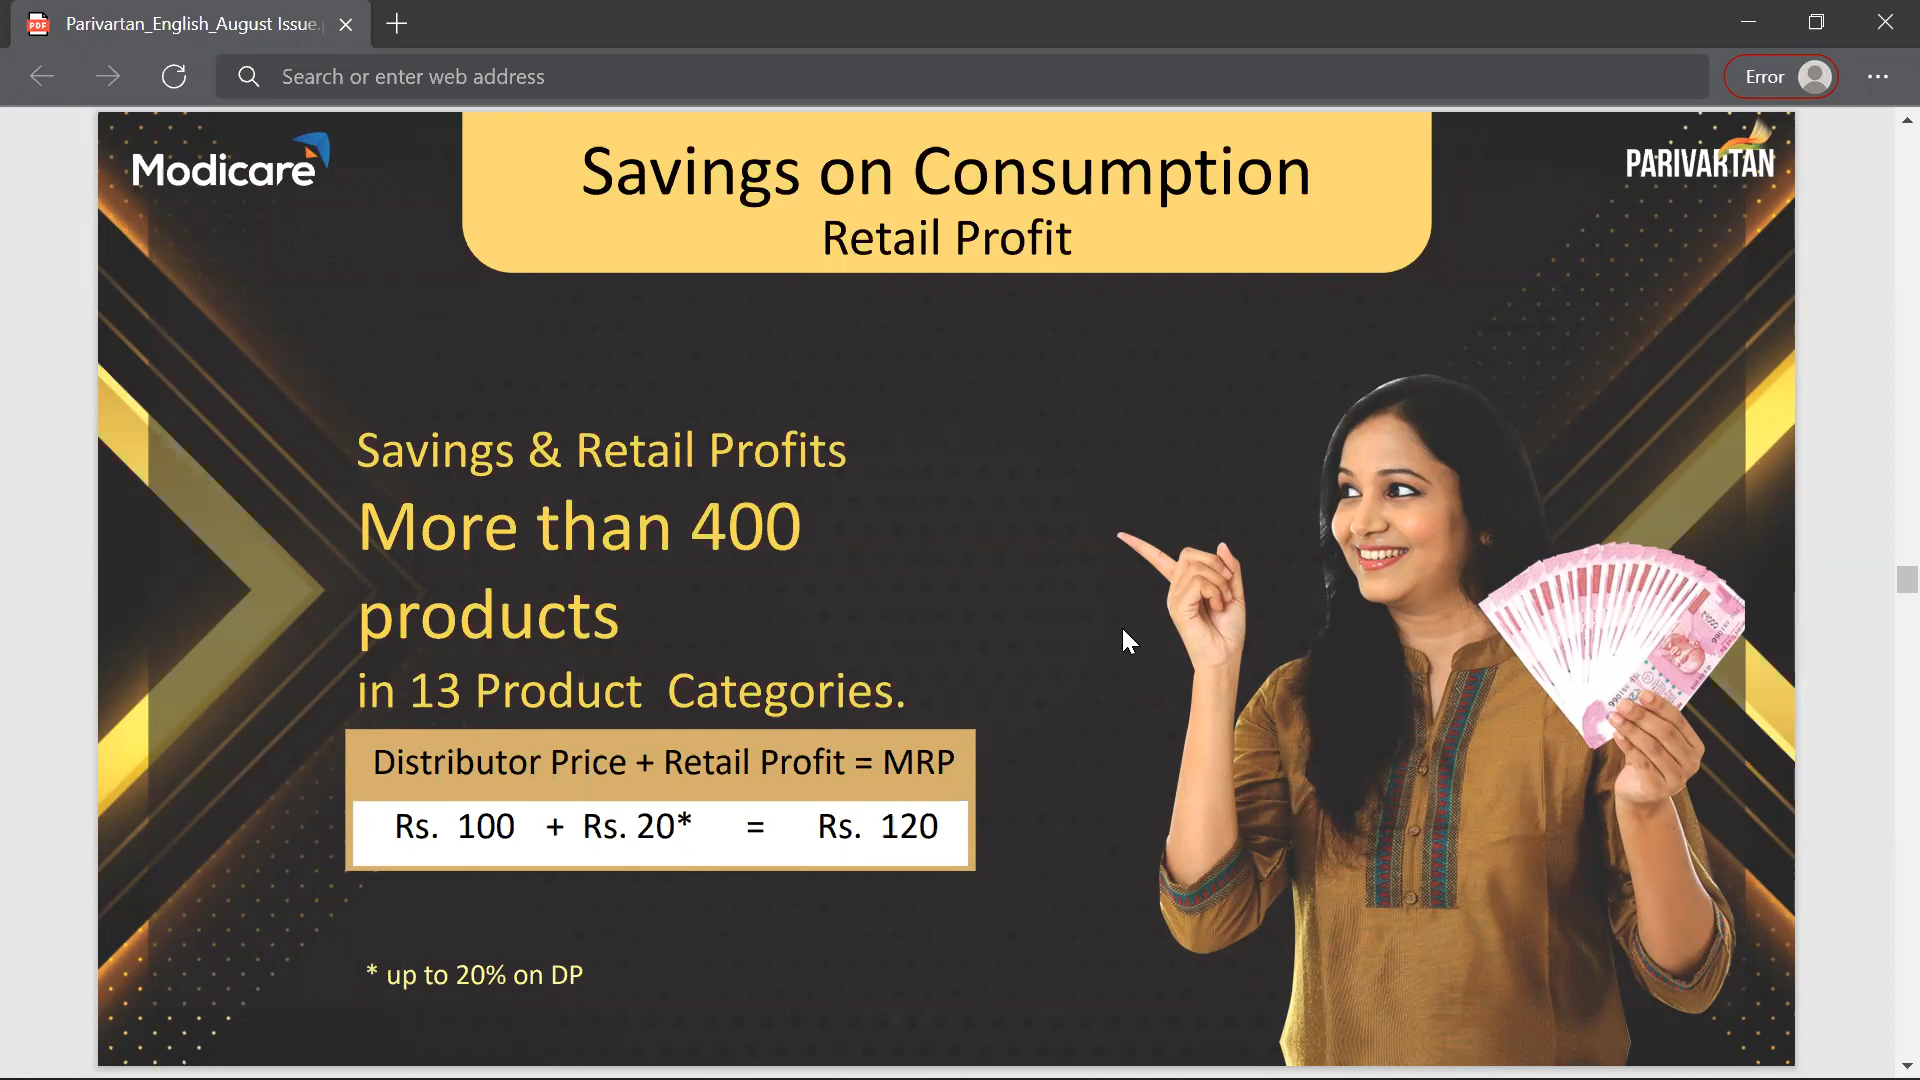 Parivartan_English_August Issue.
Search or enter web address
Error
Modicare
Savings on Consumption
Retail Profit
PARIVARTAN
Savings & Retail Profits
More than 400
products
in 13 Product Categories.
Distributor Price + Retail Profit = MRP
Rs. 100 + Rs. 20* = Rs. 120
* up to 20% on DP